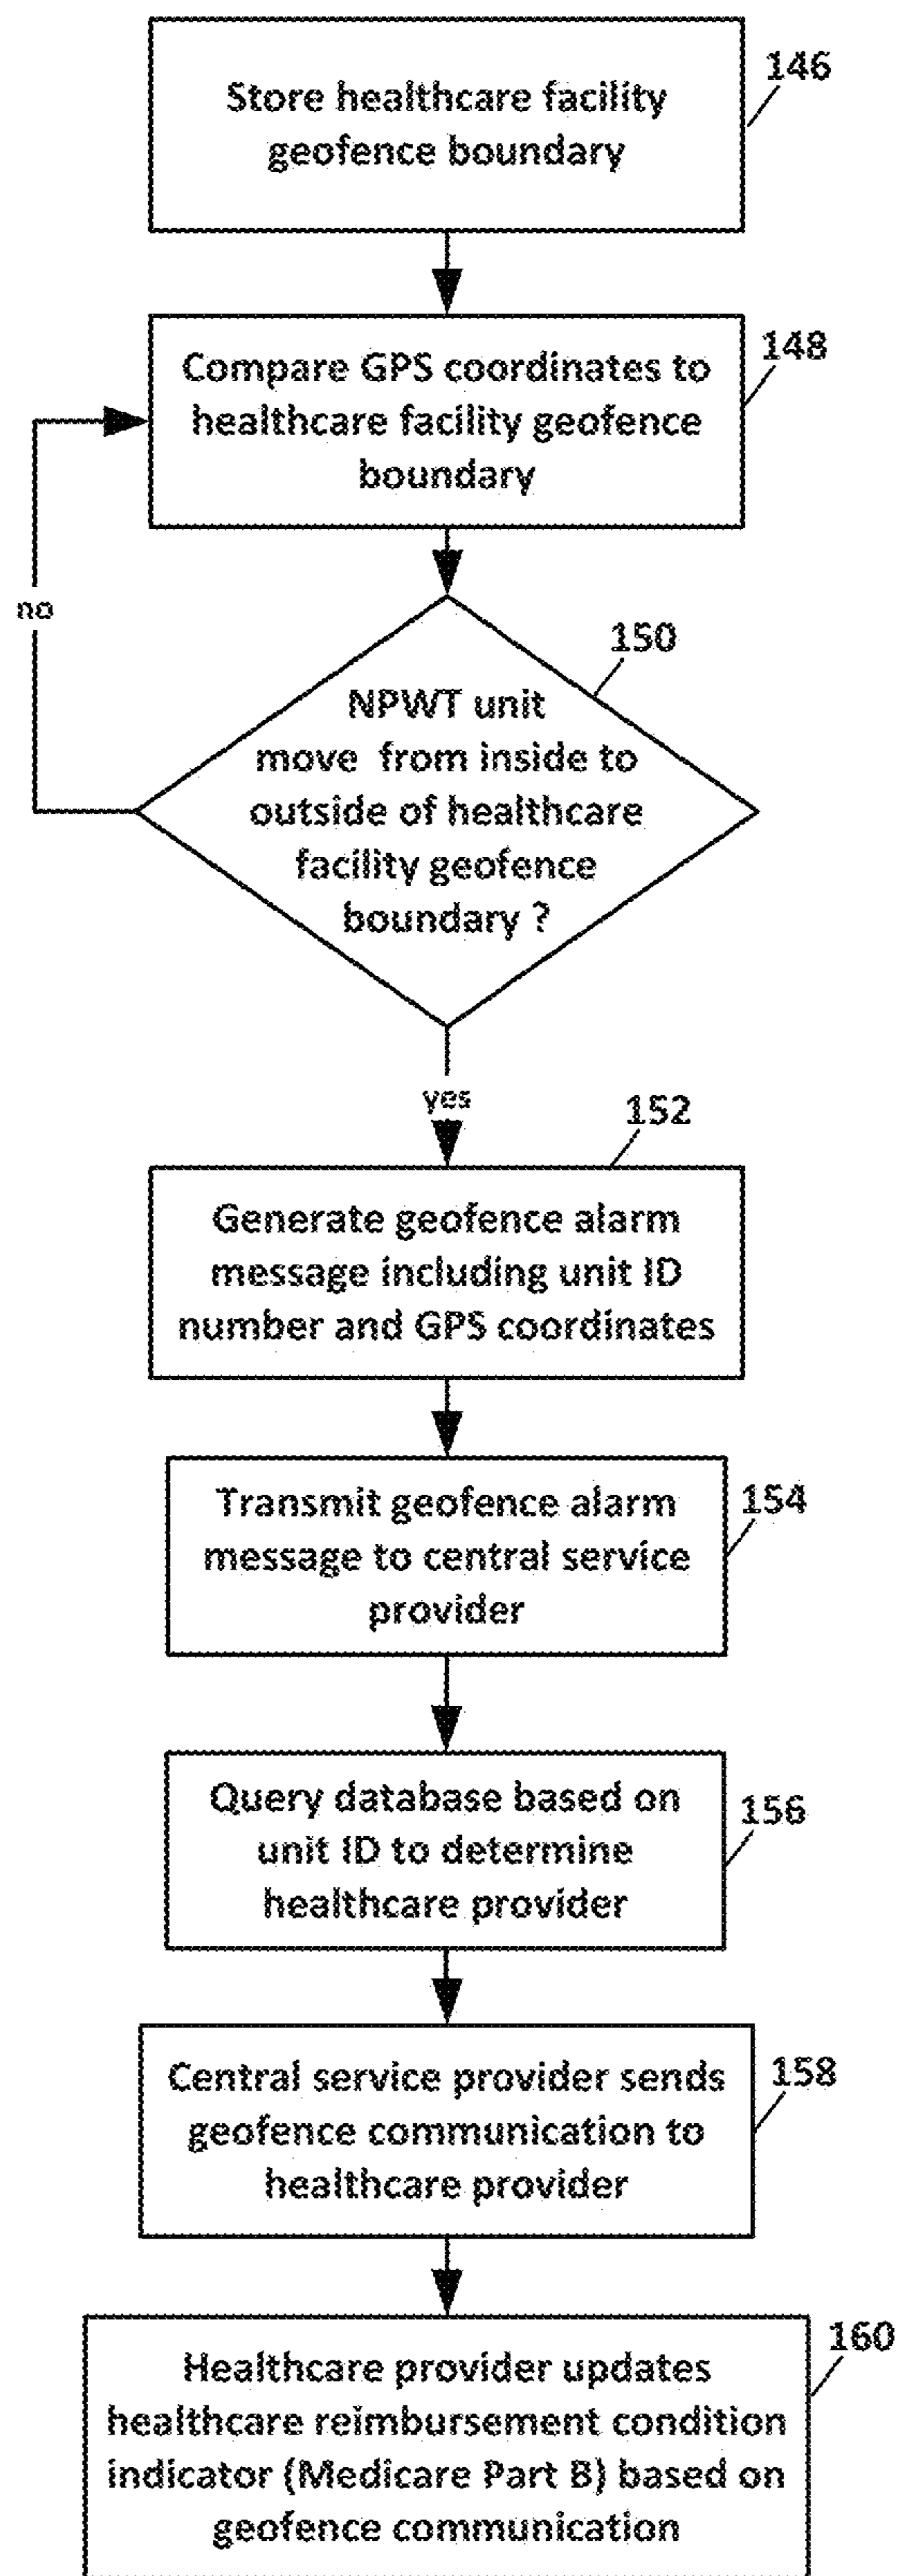 146
Store healthcare facility
geofence boundary
148
Compare GPS coordinates to
healthcare facility geofence
boundary
no
150
NPWT unit
move from inside to
outside of healthcare
facility geofence
boundary ?
yes
152
Generate geofence alarm
message including unit ID
number and GPS coordinates
154
Transmit geofence alarm
message to central service
provider
156
Query database based on
unit ID to determine
healthcare provider
158
Central service provider sends
geofence communication to
healthcare provider
160
Healthcare provider updates
healthcare reimbursement condition
indicator (Medicare Part B) based on
geofence communication